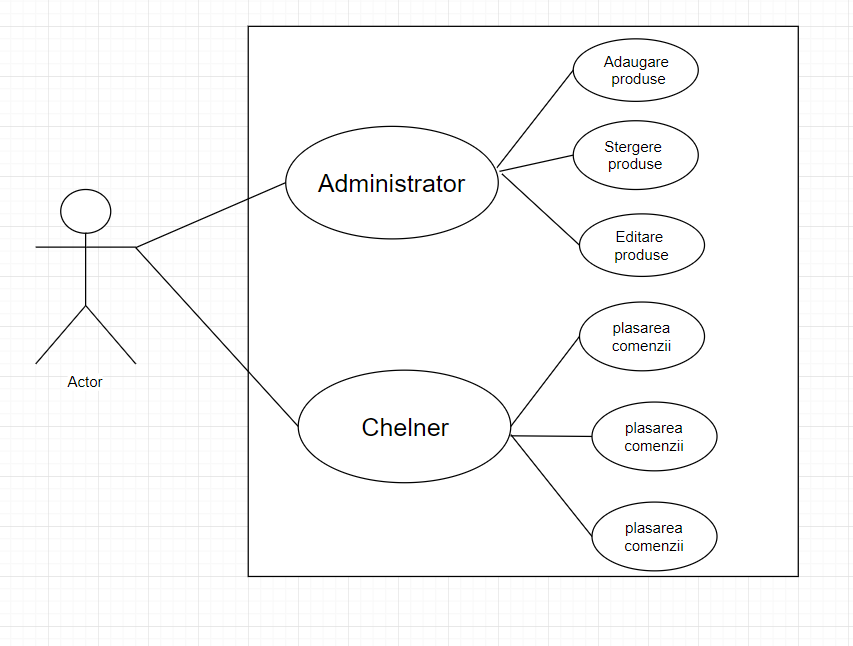 Adaugare
produse
Stergere
produse
Administrator
Editare
produse
Actor
plasarea
comenzii
Chelner
plasarea
comenzii
plasarea
comenzii